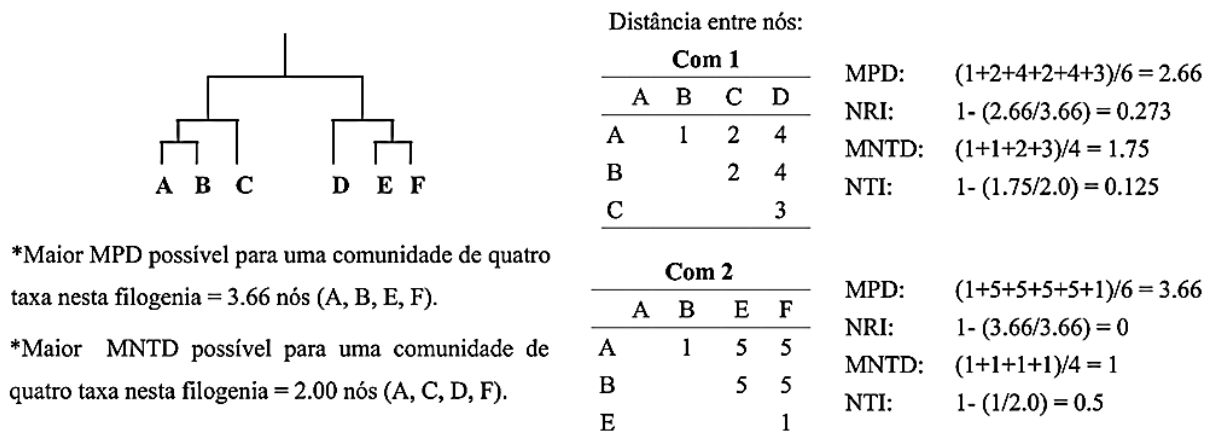 A B C D E F
*Maior MPD possível para uma comunidade de quatro
taxa nesta filogenia = 3.66 nós (A, B, E, F).
*Maior MNTD possível para uma comunidade de
quatro taxa nesta filogenia = 2.00 nós (A, C, D, F).
Distância entre nós:
Com 1
A B C D
A 1 2 4
B 2 4
C 3
MPD: (1+2+4+2+4+3)/6 = 2.66
NRI: 1- (2.66/3.66) = 0.273
MNTD: (1+1+2+3)/4 = 1.75
NTI: 1- (1.75/2.0) = 0.125
Com 2
A B E F
A 1 5 5
B 5 5
E 1
MPD: (1+5+5+5+5+1)/6 = 3.66
NRI: 1- (3.66/3.66) = 0
MNTD: (1+1+1+1)/4 = 1
NTI: 1- (1/2.0) = 0.5